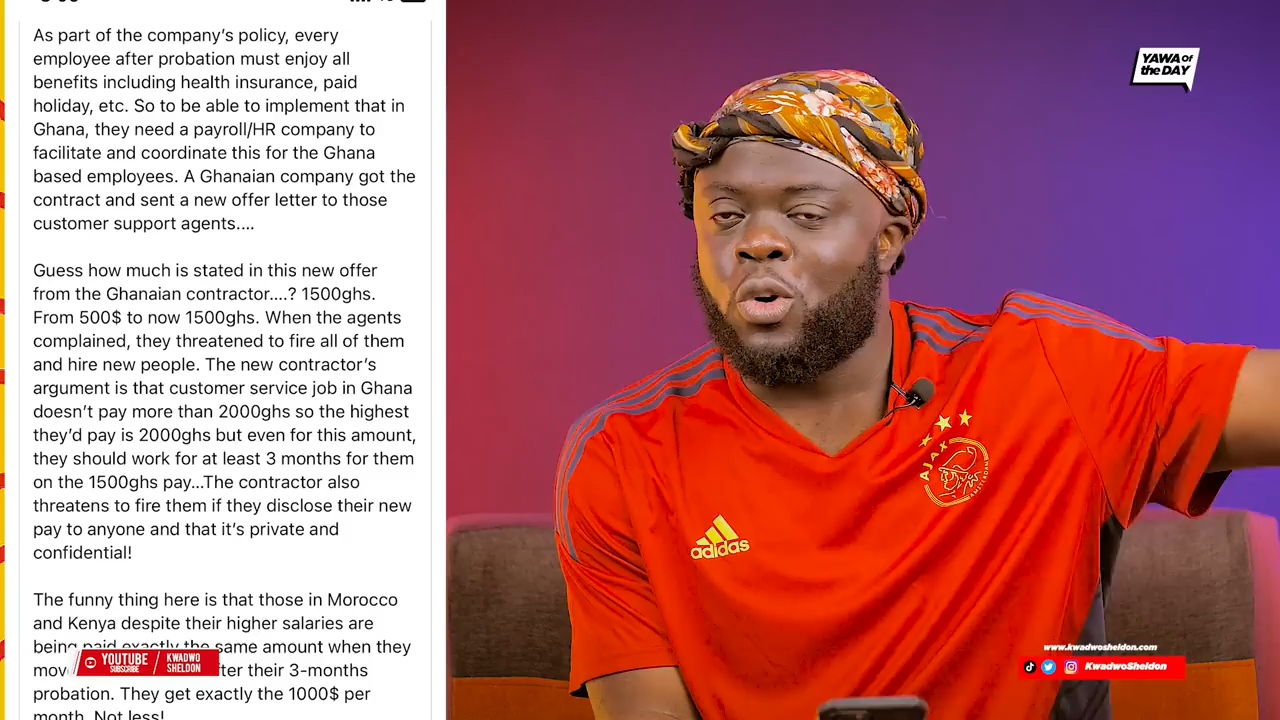 As part of the company's policy, every
employee after probation must enjoy all
benefits including health insurance, paid
holiday, etc. So to be able to implement that in
Ghana, they need a payroll/HR company to
facilitate and coordinate this for the Ghana
based employees. A Ghanaian company got the
contract and sent a new offer letter to those
customer support agents....
Guess how much is stated in this new offer
from the Ghanaian contractor....? 1500ghs.
From 500$ to now 1500ghs. When the agents
complained, they threatened to fire all of them
and hire new people. The new contractor's
argument is that customer service job in Ghana
doesn't pay more than 2000ghs so the highest
they'd pay is 2000ghs but even for this amount,
they should work for at least 3 months for them
on the 1500ghs pay...The contractor also
threatens to fire them if they disclose their new
pay to anyone and that it's private and
confidential!
The funny thing here is that those in Morocco
and Kenya despite their higher salaries are
being paid exactly the same amount when they
their 3-months
probation. They get exactly the 1000$ per
month. Not less!
YOUTUBE
SUBSCRIBE
KWADWO
SHELDON
YAWA of
the DAY
AJAX
AMSTERDAM
adidas
www.kwadwosheldon.com
KwadwoSheldon